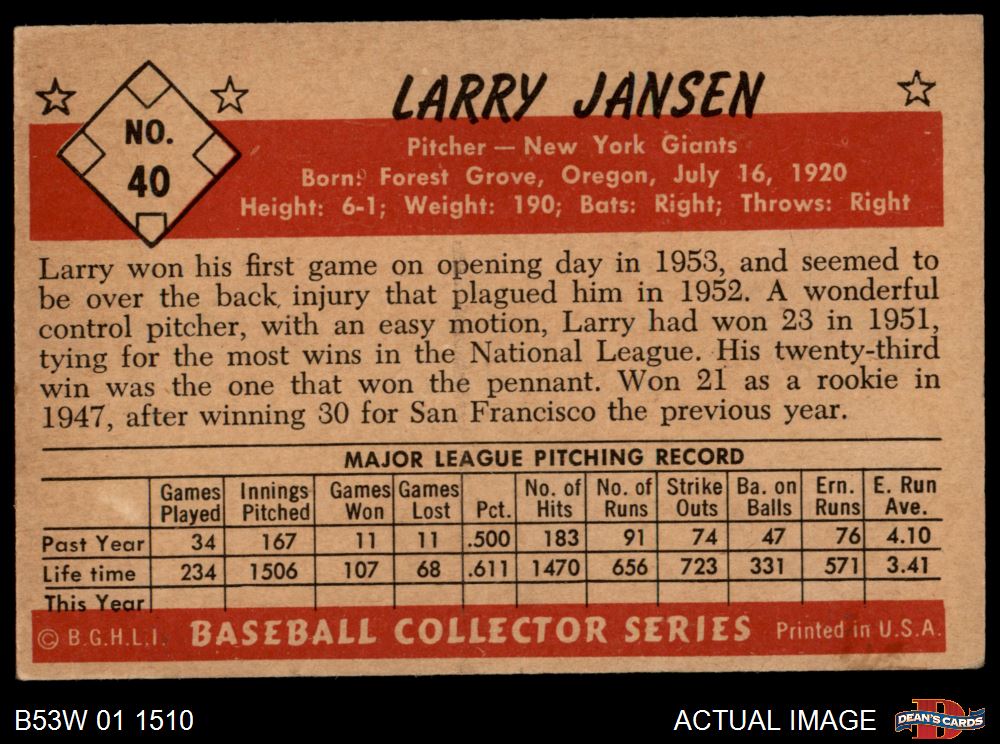 LARRY JANSEN
NO.
40
Pitcher — New York Giants
Born: Forest Grove, Oregon, July 16, 1920
Height: 6-1; Weight: 190; Bats: Right; Throws: Right
Larry won his first game on opening day in 1953, and seemed to
be over the back injury that plagued him in 1952. A wonderful
control pitcher, with an easy motion, Larry had won 23 in 1951,
tying for the most wins in the National League. His twenty-third
win was the one that won the pennant. Won 21 as a rookie in
1947, after winning 30 for San Francisco the previous year.
MAJOR LEAGUE PITCHING RECORD
Games Played Innings Pitched Games Won Games Lost Pct. No. of Hits No. of Runs Strike Outs Ba. on Balls Ern. Runs E. Run Ave.
Past Year 34 167 11 11 .500 183 91 74 47 76 4.10
Life time 234 1506 107 68 .611 1470 656 723 331 571 3.41
This Year
© B.G.H.L.I. BASEBALL COLLECTOR SERIES Printed in U.S.A.
B53W 01 1510 ACTUAL IMAGE DEAN'S CARDS